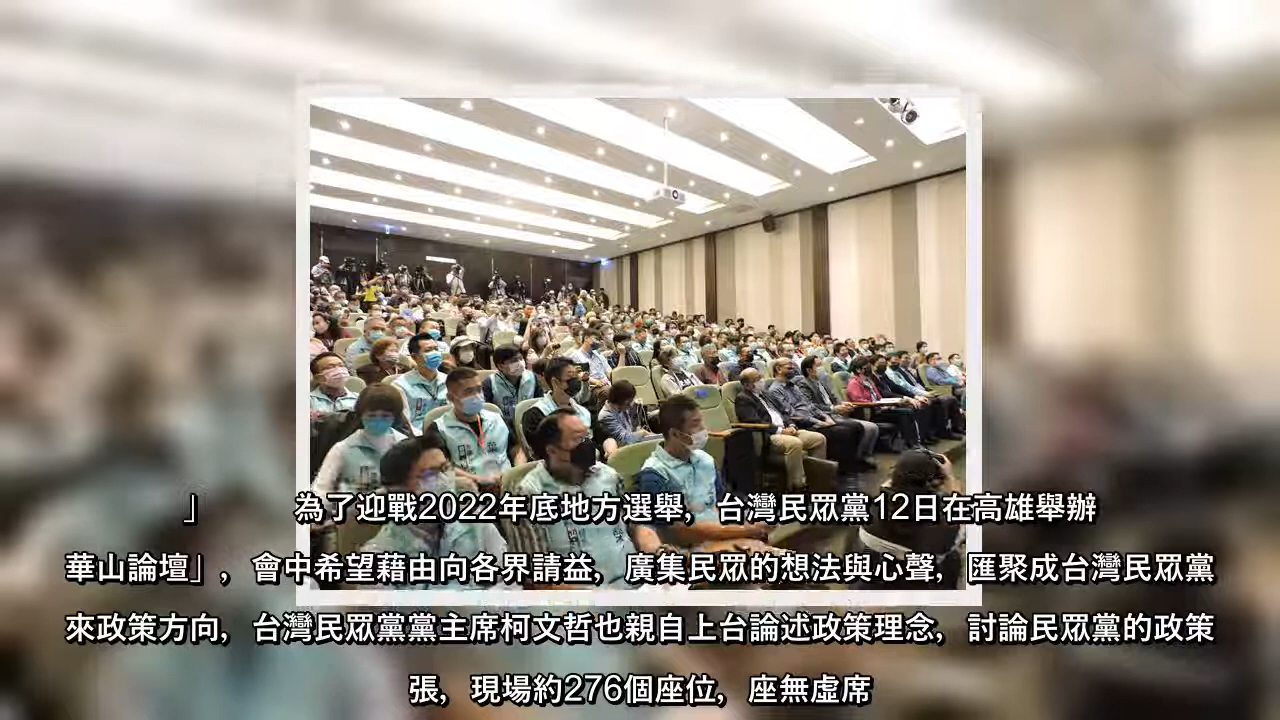 」 為了迎戰2022年底地方選舉，台灣民眾黨12日在高雄舉辦
華山論壇」，會中希望藉由向各界請益，廣集民眾的想法與心聲，匯聚成台灣民眾黨
來政策方向，台灣民眾黨黨主席柯文哲也親自上台論述政策理念，討論民眾黨的政策
張，現場約276個座位，座無虛席